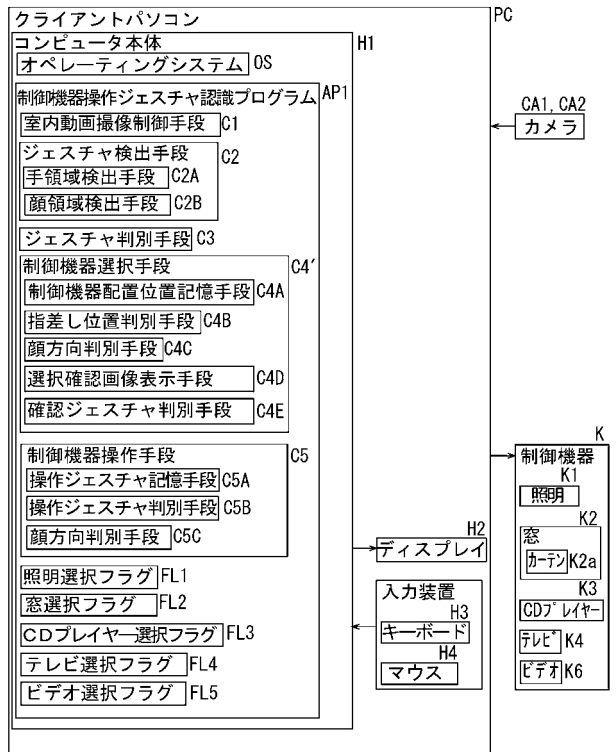 クライアントパソコン PC
コンピュータ本体 H1
オペレーティングシステム OS
制御機器操作ジェスチャ認識プログラム AP1
室内動画撮像制御手段 C1
ジェスチャ検出手段 C2
手領域検出手段 C2A
顔領域検出手段 C2B
ジェスチャ判別手段 C3
制御機器選択手段 C4′
制御機器配置位置記憶手段 C4A
指差し位置判別手段 C4B
顔方向判別手段 C4C
選択確認画像表示手段 C4D
確認ジェスチャ判別手段 C4E
制御機器操作手段 C5
操作ジェスチャ記憶手段 C5A
操作ジェスチャ判別手段 C5B
顔方向判別手段 C5C
照明選択フラグ FL1
窓選択フラグ FL2
CDプレイヤー選択フラグ FL3
テレビ選択フラグ FL4
ビデオ選択フラグ FL5
H2
ディスプレイ
入力装置
H3
キーボード
H4
マウス
CA1, CA2
カメラ
K
制御機器
K1
照明
K2
窓
カーテン K2a
K3
CDプレイヤー
テレビ K4
ビデオ K6